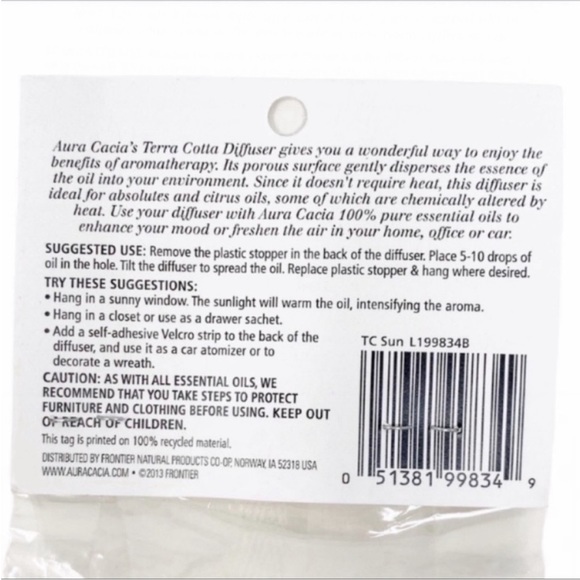 Aura Cacia's Terra Cotta Diffuser gives you a wonderful way to enjoy the
benefits of aromatherapy. Its porous surface gently disperses the essence of
the oil into your environment. Since it doesn't require heat, this diffuser is
ideal for absolutes and citrus oils, some of which are chemically altered by
heat. Use your diffuser with Aura Cacia 100% pure essential oils to
enhance your mood or freshen the air in your home, office or car.
SUGGESTED USE: Remove the plastic stopper in the back of the diffuser. Place 5-10 drops of
oil in the hole. Tilt the diffuser to spread the oil. Replace plastic stopper & hang where desired.
TRY THESE SUGGESTIONS:
• Hang in a sunny window. The sunlight will warm the oil, intensifying the aroma.
• Hang in a closet or use as a drawer sachet.
• Add a self-adhesive Velcro strip to the back of the
diffuser, and use it as a car atomizer or to
decorate a wreath.
CAUTION: AS WITH ALL ESSENTIAL OILS, WE
RECOMMEND THAT YOU TAKE STEPS TO PROTECT
FURNITURE AND CLOTHING BEFORE USING. KEEP OUT
OF REACH OF CHILDREN.
This tag is printed on 100% recycled material.
DISTRIBUTED BY FRONTIER NATURAL PRODUCTS CO-OP, NORWAY, IA 52318 USA
WWW.AURACACIA.COM • ©2013 FRONTIER
TC Sun L199834B
0 51381 99834 9